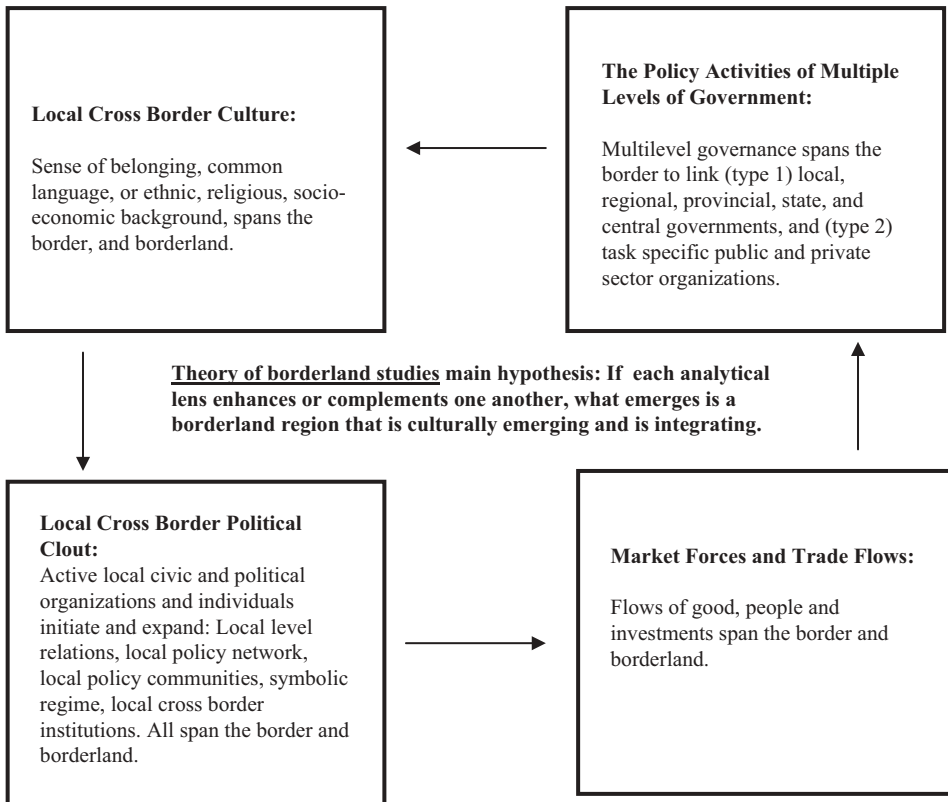 Local Cross Border Culture:
Sense of belonging, common
language, or ethnic, religious, socio-
economic background, spans the
border, and borderland.
The Policy Activities of Multiple
Levels of Government:
Multilevel governance spans the
border to link (type 1) local,
regional, provincial, state, and
central governments, and (type 2)
task specific public and private
sector organizations.
Theory of borderland studies main hypothesis: If each analytical
lens enhances or complements one another, what emerges is a
borderland region that is culturally emerging and is integrating.
Local Cross Border Political
Clout:
Active local civic and political
organizations and individuals
initiate and expand: Local level
relations, local policy network,
local policy communities, symbolic
regime, local cross border
institutions. All span the border and
borderland.
Market Forces and Trade Flows:
Flows of good, people and
investments span the border and
borderland.